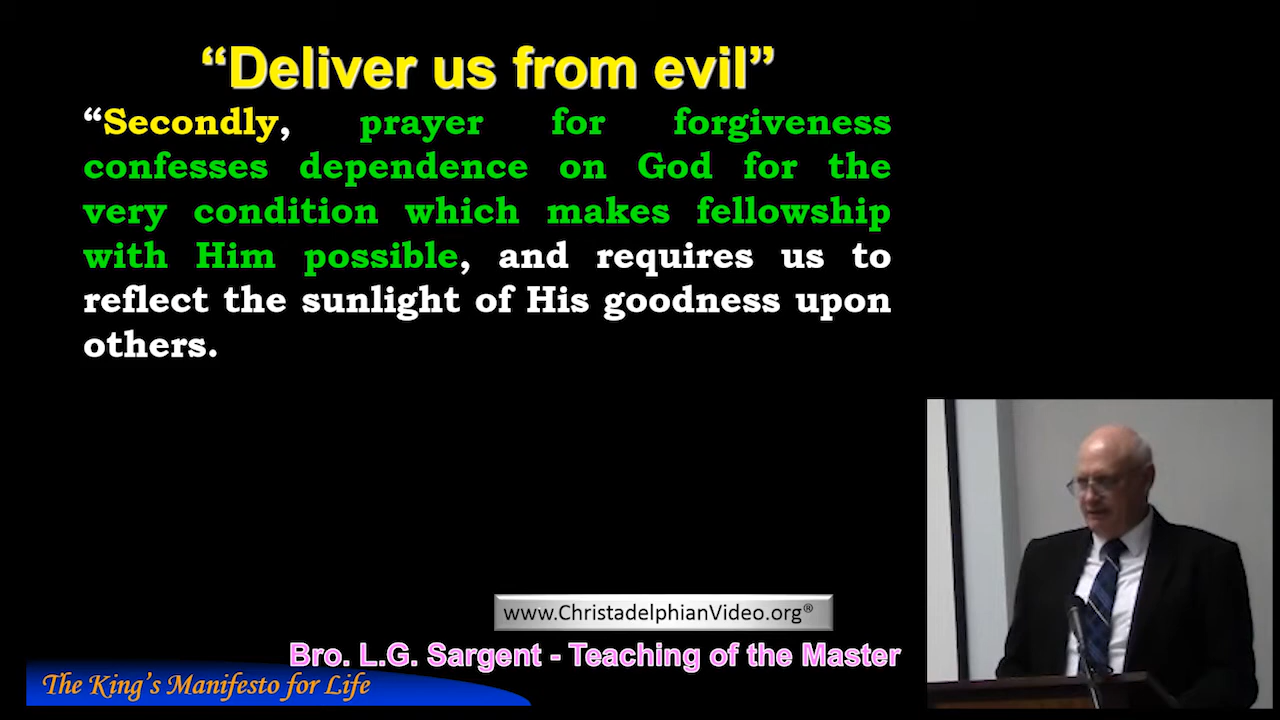 “Deliver us from evil”
“Secondly, prayer for forgiveness
confesses dependence on God for the
very condition which makes fellowship
with Him possible, and requires us to
reflect the sunlight of His goodness upon
others.
www.ChristadelphianVideo.org®
Bro. L.G. Sargent - Teaching of the Master
The King’s Manifesto for Life